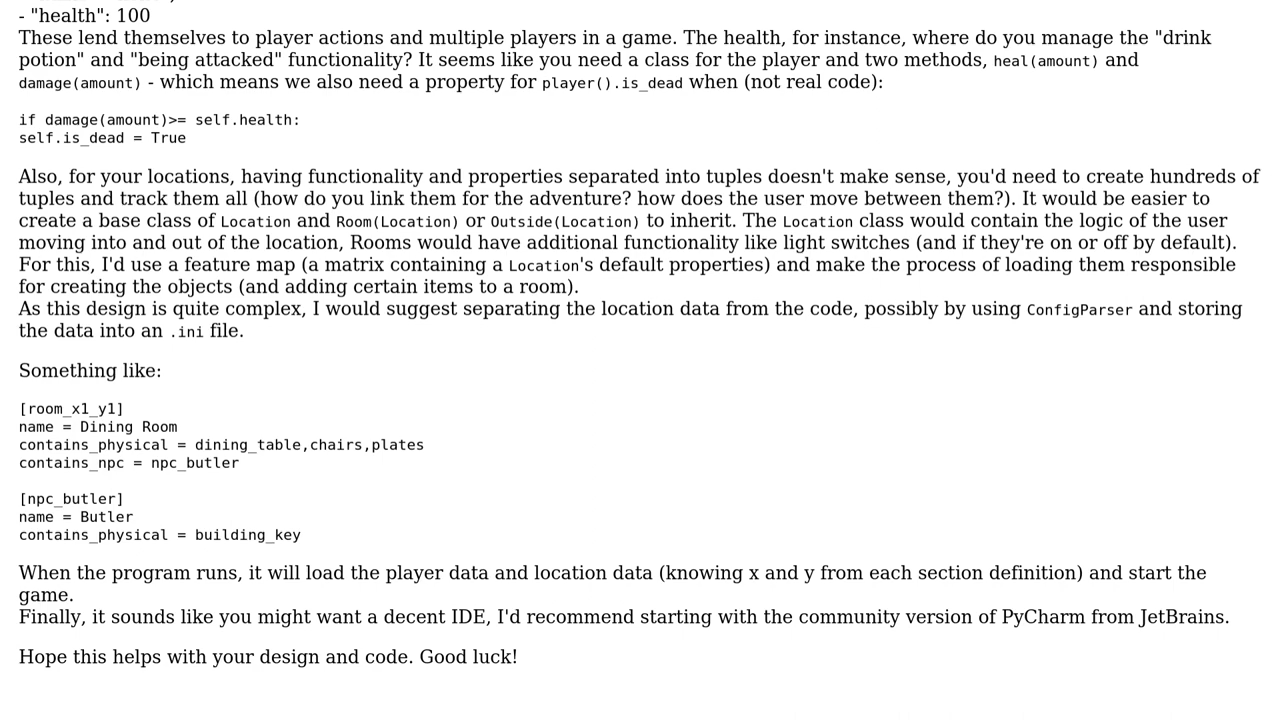 - "health": 100
These lend themselves to player actions and multiple players in a game. The health, for instance, where do you manage the "drink
potion" and "being attacked" functionality? It seems like you need a class for the player and two methods, heal(amount) and
damage(amount) - which means we also need a property for player().is_dead when (not real code):
if damage(amount)>= self.health:
self.is_dead = True
Also, for your locations, having functionality and properties separated into tuples doesn't make sense, you'd need to create hundreds of
tuples and track them all (how do you link them for the adventure? how does the user move between them?). It would be easier to
create a base class of Location and Room(Location) or Outside(Location) to inherit. The Location class would contain the logic of the user
moving into and out of the location, Rooms would have additional functionality like light switches (and if they're on or off by default).
For this, I'd use a feature map (a matrix containing a Location's default properties) and make the process of loading them responsible
for creating the objects (and adding certain items to a room).
As this design is quite complex, I would suggest separating the location data from the code, possibly by using ConfigParser and storing
the data into an .ini file.
Something like:
[room_x1_y1]
name = Dining Room
contains_physical = dining_table,chairs,plates
contains_npc = npc_butler
[npc_butler]
name = Butler
contains_physical = building_key
When the program runs, it will load the player data and location data (knowing x and y from each section definition) and start the
game.
Finally, it sounds like you might want a decent IDE, I'd recommend starting with the community version of PyCharm from JetBrains.
Hope this helps with your design and code. Good luck!